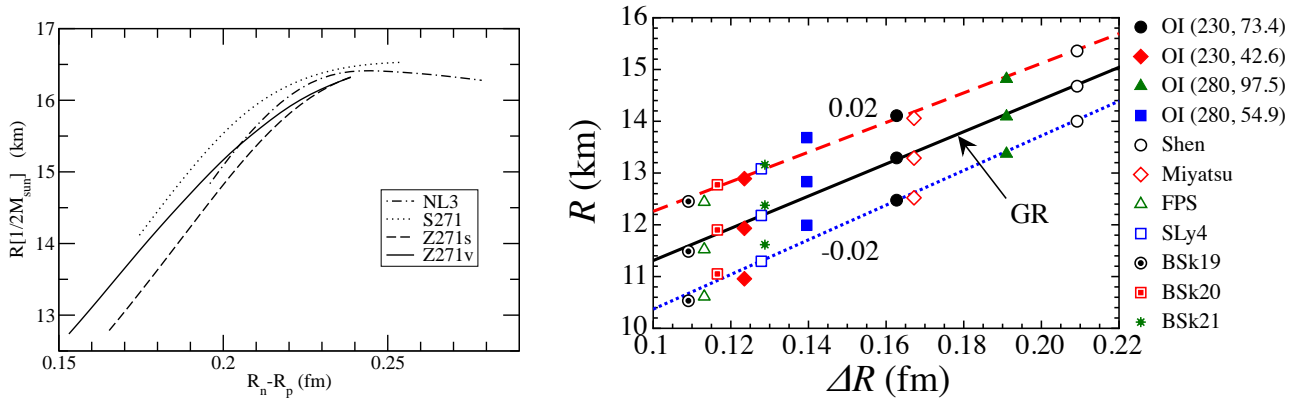 17
16
15
14
13
R[1/2M_sun] (km)
NL3
S271
Z271s
Z271v
0.15
0.2
0.25
R_n-R_p (fm)
16
15
14
13
12
11
10
R (km)
0.02
GR
-0.02
0.1
0.12
0.14
0.16
0.18
0.20
0.22
ΔR (fm)
OI (230, 73.4)
OI (230, 42.6)
OI (280, 97.5)
OI (280, 54.9)
Shen
Miyatsu
FPS
SLy4
BSk19
BSk20
BSk21